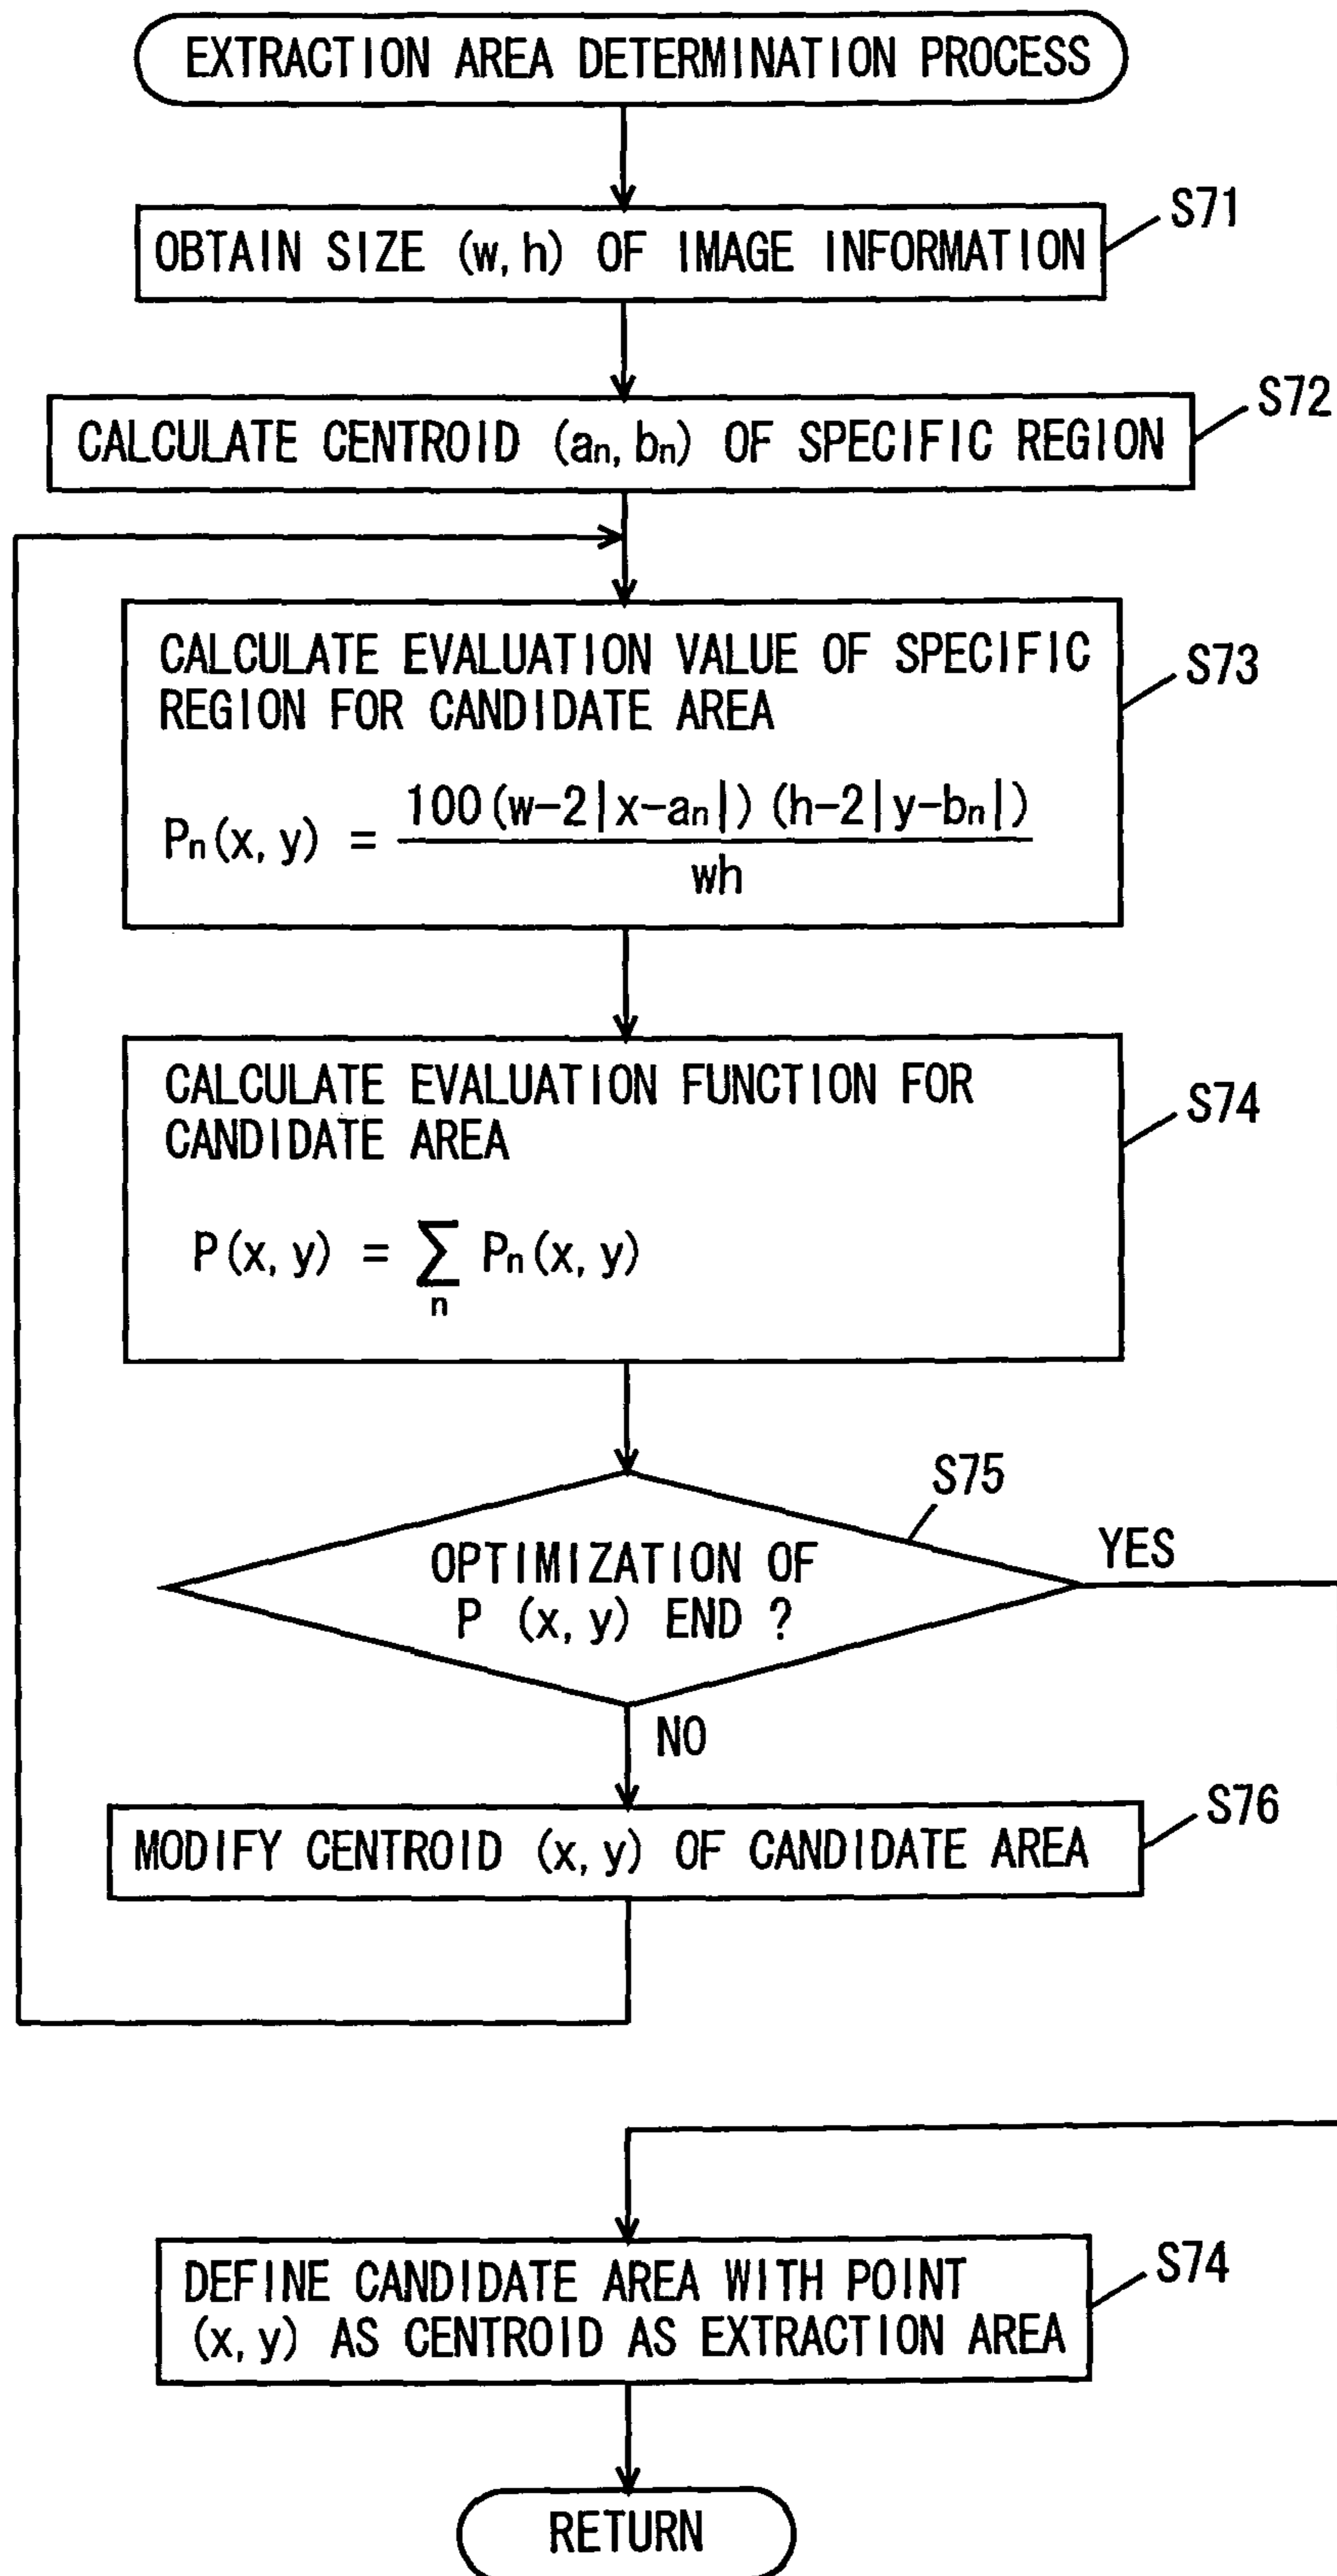 EXTRACTION AREA DETERMINATION PROCESS
S71
OBTAIN SIZE (w, h) OF IMAGE INFORMATION
S72
CALCULATE CENTROID (an, bn) OF SPECIFIC REGION
S73
CALCULATE EVALUATION VALUE OF SPECIFIC
REGION FOR CANDIDATE AREA
Pn(x, y) = 100(w-2|x-an|) (h-2|y-bn|)
wh
S74
CALCULATE EVALUATION FUNCTION FOR
CANDIDATE AREA
P(x, y) = ∑ Pn(x, y)
n
S75
OPTIMIZATION OF
P (x, y) END ?
YES
NO
S76
MODIFY CENTROID (x, y) OF CANDIDATE AREA
S74
DEFINE CANDIDATE AREA WITH POINT
(x, y) AS CENTROID AS EXTRACTION AREA
RETURN